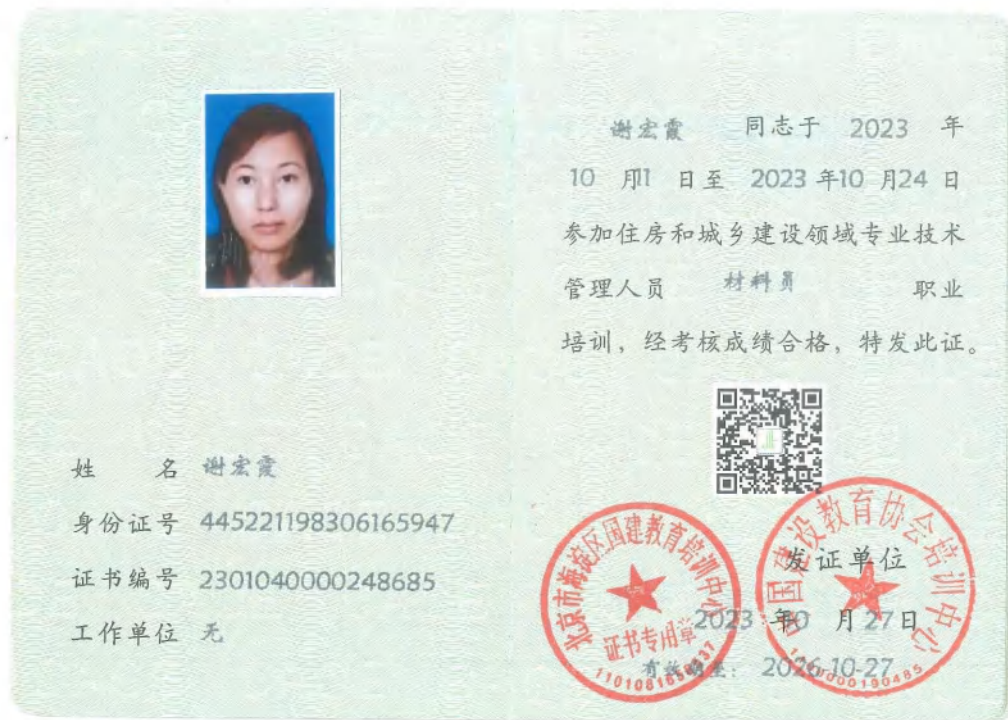 姓 名 谢宏霞
身份证号 445221198306165947
证书编号 2301040000248685
工作单位 无
谢宏霞 同志于 2023 年
10 月11 日至 2023 年10 月24 日
参加住房和城乡建设领域专业技术
管理人员 材料员 职业
培训，经考核成绩合格，特发此证。
北京市海淀区国建教育培训中心
证书专用章
中国建设教育协会培训中心
发证单位
2023 年10 月27日
有效期至： 2026-10-27